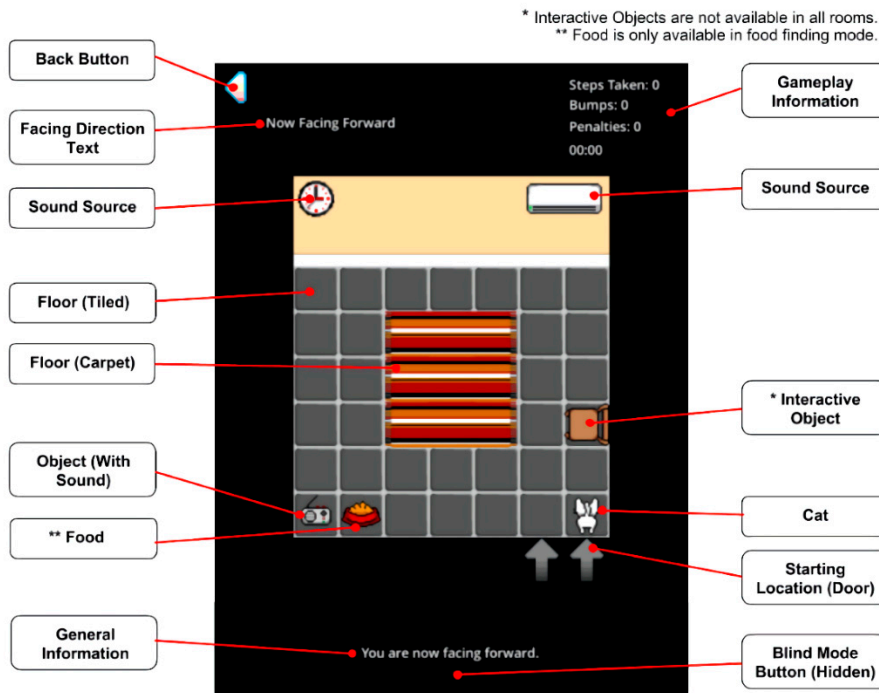 * Interactive Objects are not available in all rooms.
** Food is only available in food finding mode.
Back Button
Facing Direction
Text
Sound Source
Floor (Tiled)
Floor (Carpet)
Object (With
Sound)
** Food
General
Information
Now Facing Forward
Steps Taken: 0
Bumps: 0
Penalties: 0
00:00
You are now facing forward.
Gameplay
Information
Sound Source
* Interactive
Object
Cat
Starting
Location (Door)
Blind Mode
Button (Hidden)